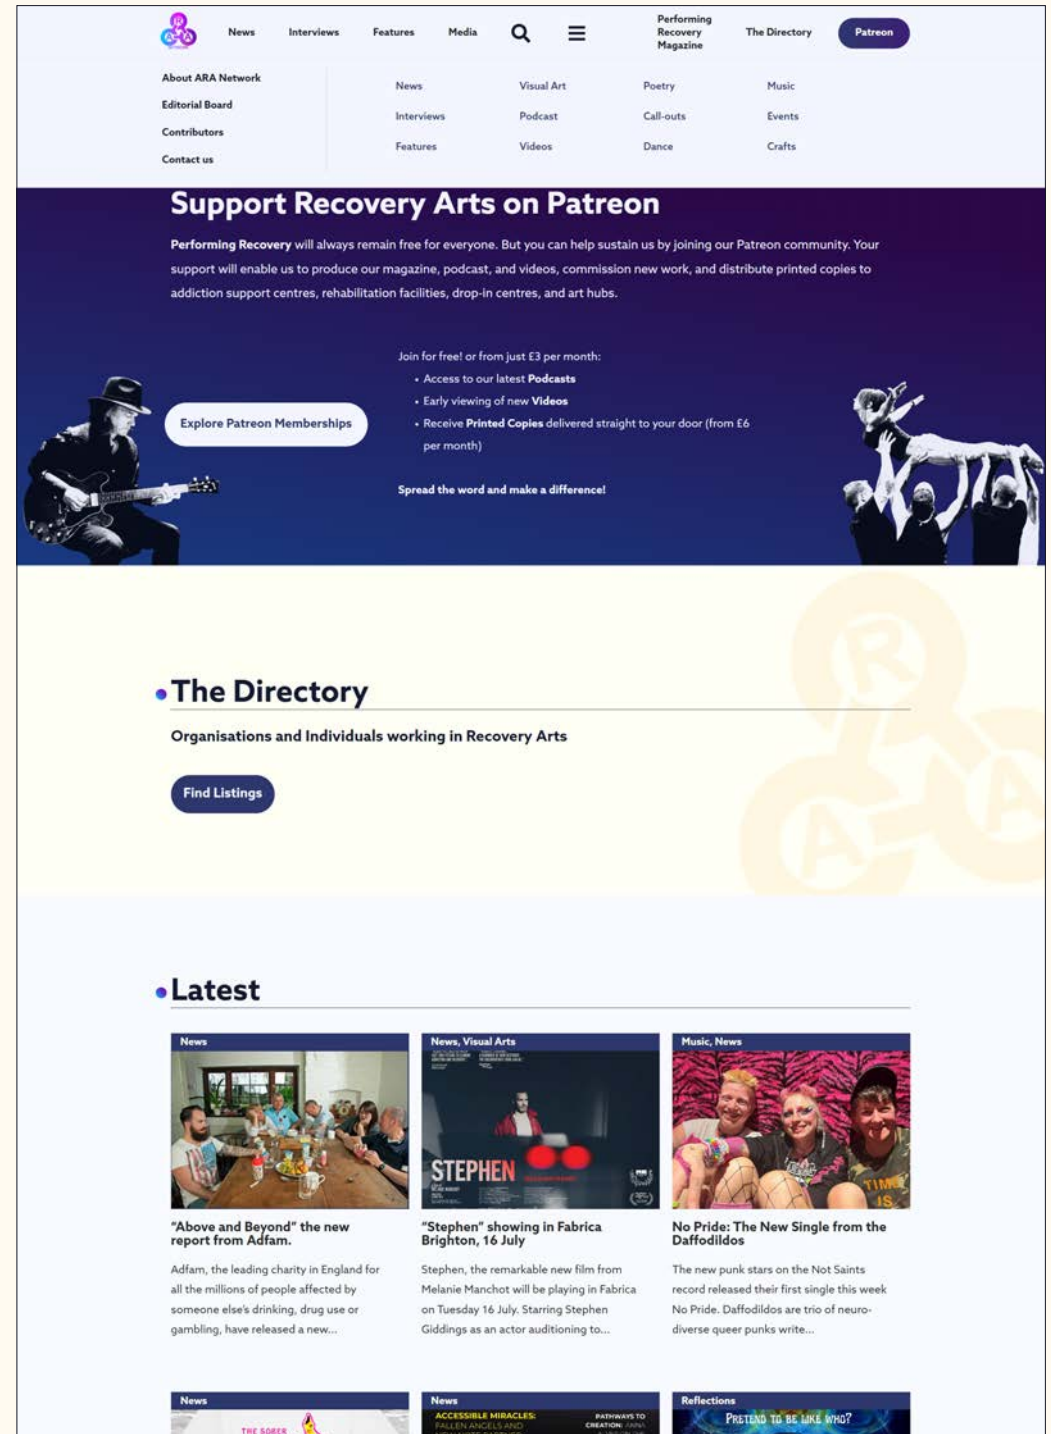 News Interviews Features Media Performing Recovery Magazine The Directory Patreon
About ARA Network
Editorial Board
Contributors
Contact us
News Visual Art Poetry Music
Interviews Podcast Call-outs Events
Features Videos Dance Crafts
Support Recovery Arts on Patreon
Performing Recovery will always remain free for everyone. But you can help sustain us by joining our Patreon community. Your
support will enable us to produce our magazine, podcast, and videos, commission new work, and distribute printed copies to
addiction support centres, rehabilitation facilities, drop-in centres, and art hubs.
Explore Patreon Memberships
Join for free! or from just £3 per month:
• Access to our latest Podcasts
• Early viewing of new Videos
• Receive Printed Copies delivered straight to your door (from £6
per month)
Spread the word and make a difference!
R
A
A
The Directory
Organisations and Individuals working in Recovery Arts
Find Listings
Latest
News
"Above and Beyond" the new
report from Adfam.
Adfam, the leading charity in England for
all the millions of people affected by
someone else's drinking, drug use or
gambling, have released a new...
News, Visual Arts
STEPHEN
"Stephen" showing in Fabrica
Brighton, 16 July
Stephen, the remarkable new film from
Melanie Manchot will be playing in Fabrica
on Tuesday 16 July. Starring Stephen
Giddings as an actor auditioning to...
Music, News
TIME
IS
No Pride: The New Single from the
Daffodildos
The new punk stars on the Not Saints
record released their first single this week
No Pride. Daffodildos are trio of neuro-
diverse queer punks write...
News
THE SOBER
News
ACCESSIBLE MIRACLES:
FALLEN ANGELS AND
PATHWAYS TO
CREATION: ANNA
Reflections
PRETEND TO BE LIKE WHO?